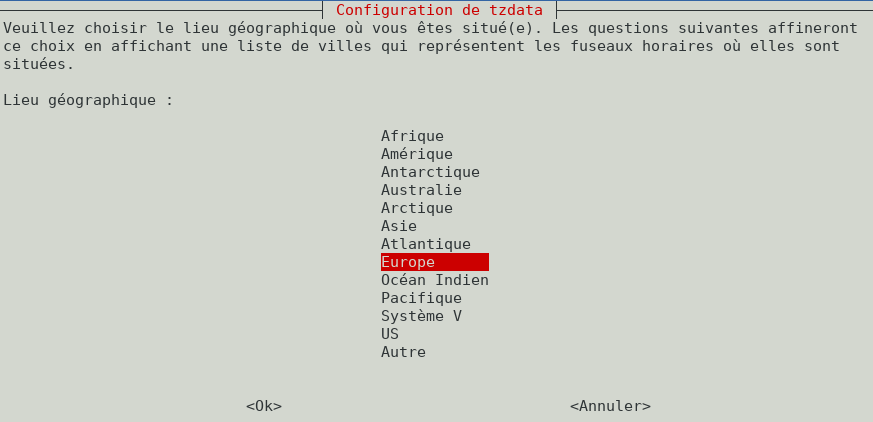 Configuration de tzdata
Veuillez choisir le lieu géographique où vous êtes situé(e). Les questions suivantes affineront
ce choix en affichant une liste de villes qui représentent les fuseaux horaires où elles sont
situées.
Lieu géographique :
Afrique
Amérique
Antarctique
Australie
Arctique
Asie
Atlantique
Europe
Océan Indien
Pacifique
Système V
US
Autre
<Ok> <Annuler>